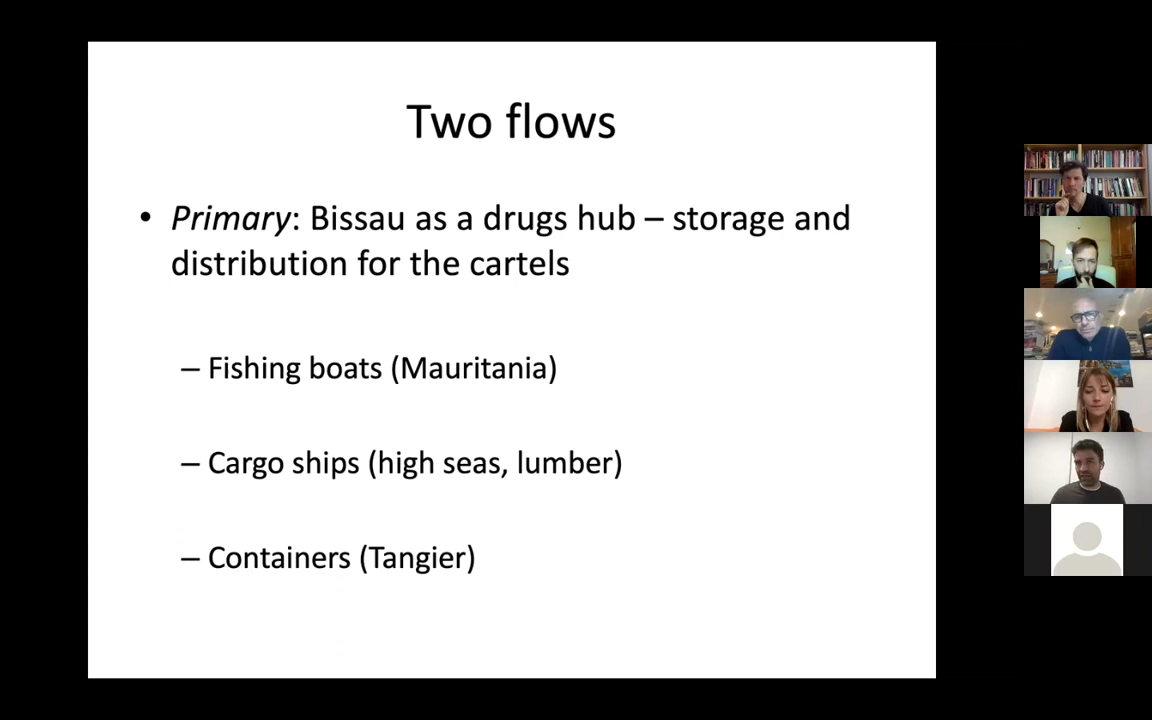 Two flows
• Primary: Bissau as a drugs hub – storage and
distribution for the cartels
– Fishing boats (Mauritania)
– Cargo ships (high seas, lumber)
– Containers (Tangier)